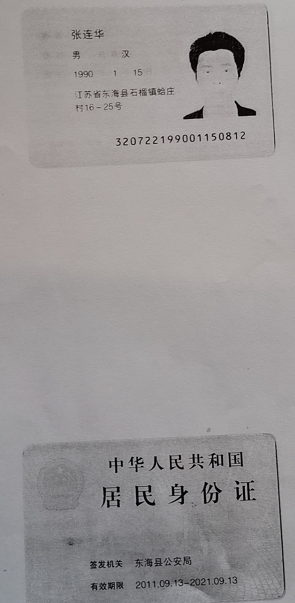 张连华
男 汉
1990 1 15
江苏省东海县石榴镇蛤庄
村16-25号
320722199001150812
中华人民共和国
居民身份证
签发机关 东海县公安局
有效期限 2011.09.13-2021.09.13